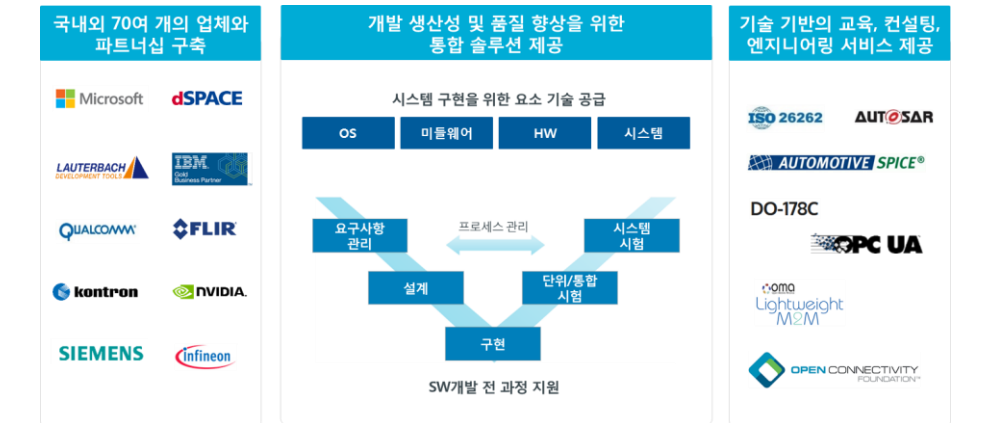 국내외 70여 개의 업체와
파트너십 구축
Microsoft
dSPACE
LAUTERBACH
DEVELOPMENT TOOLS
IBM
Gold
Business Partner
QUALCOMM
FLIR
kontron
NVIDIA.
SIEMENS
infineon
개발 생산성 및 품질 향상을 위한
통합 솔루션 제공
시스템 구현을 위한 요소 기술 공급
OS
미들웨어
HW
시스템
요구사항
관리
프로세스 관리
시스템
시험
설계
단위/통합
시험
구현
SW개발 전 과정 지원
기술 기반의 교육, 컨설팅,
엔지니어링 서비스 제공
ISO 26262
AUTOSAR
AUTOMOTIVE SPICE®
DO-178C
OPC UA
oma
Lightweight
M2M
OPEN CONNECTIVITY
FOUNDATION™